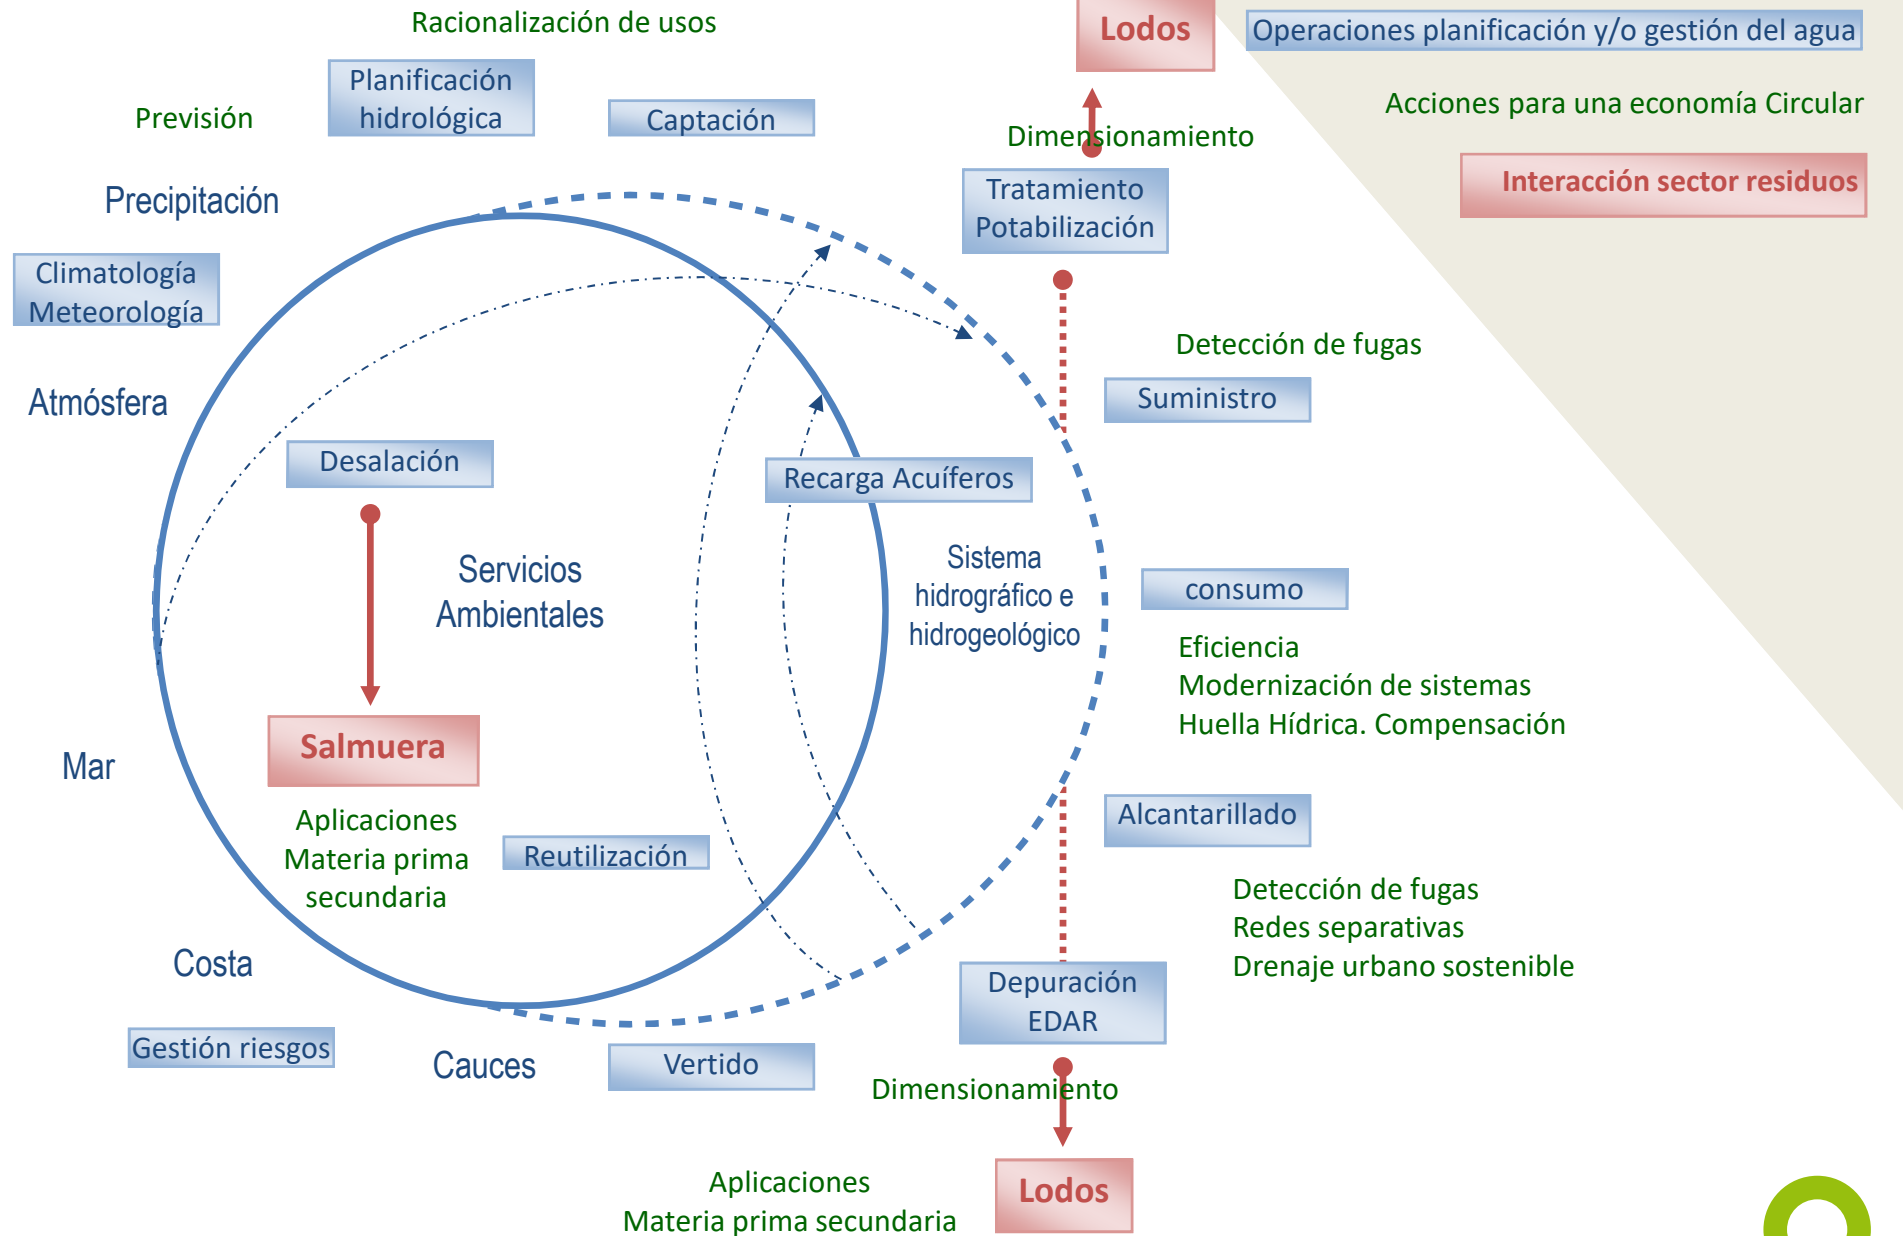 Racionalización de usos
Lodos
Operaciones planificación y/o gestión del agua
Planificación
hidrológica
Previsión
Captación
Acciones para una economía Circular
Dimensionamiento
Interacción sector residuos
Tratamiento
Potabilización
Precipitación
Climatología
Meteorología
Detección de fugas
Suministro
Atmósfera
Desalación
Recarga Acuíferos
Servicios
Ambientales
Sistema
hidrográfico e
hidrogeológico
consumo
Eficiencia
Modernización de sistemas
Huella Hídrica. Compensación
Salmuera
Mar
Aplicaciones
Materia prima
secundaria
Reutilización
Alcantarillado
Detección de fugas
Redes separativas
Drenaje urbano sostenible
Costa
Depuración
EDAR
Gestión riesgos
Cauces
Vertido
Dimensionamiento
Lodos
Aplicaciones
Materia prima secundaria